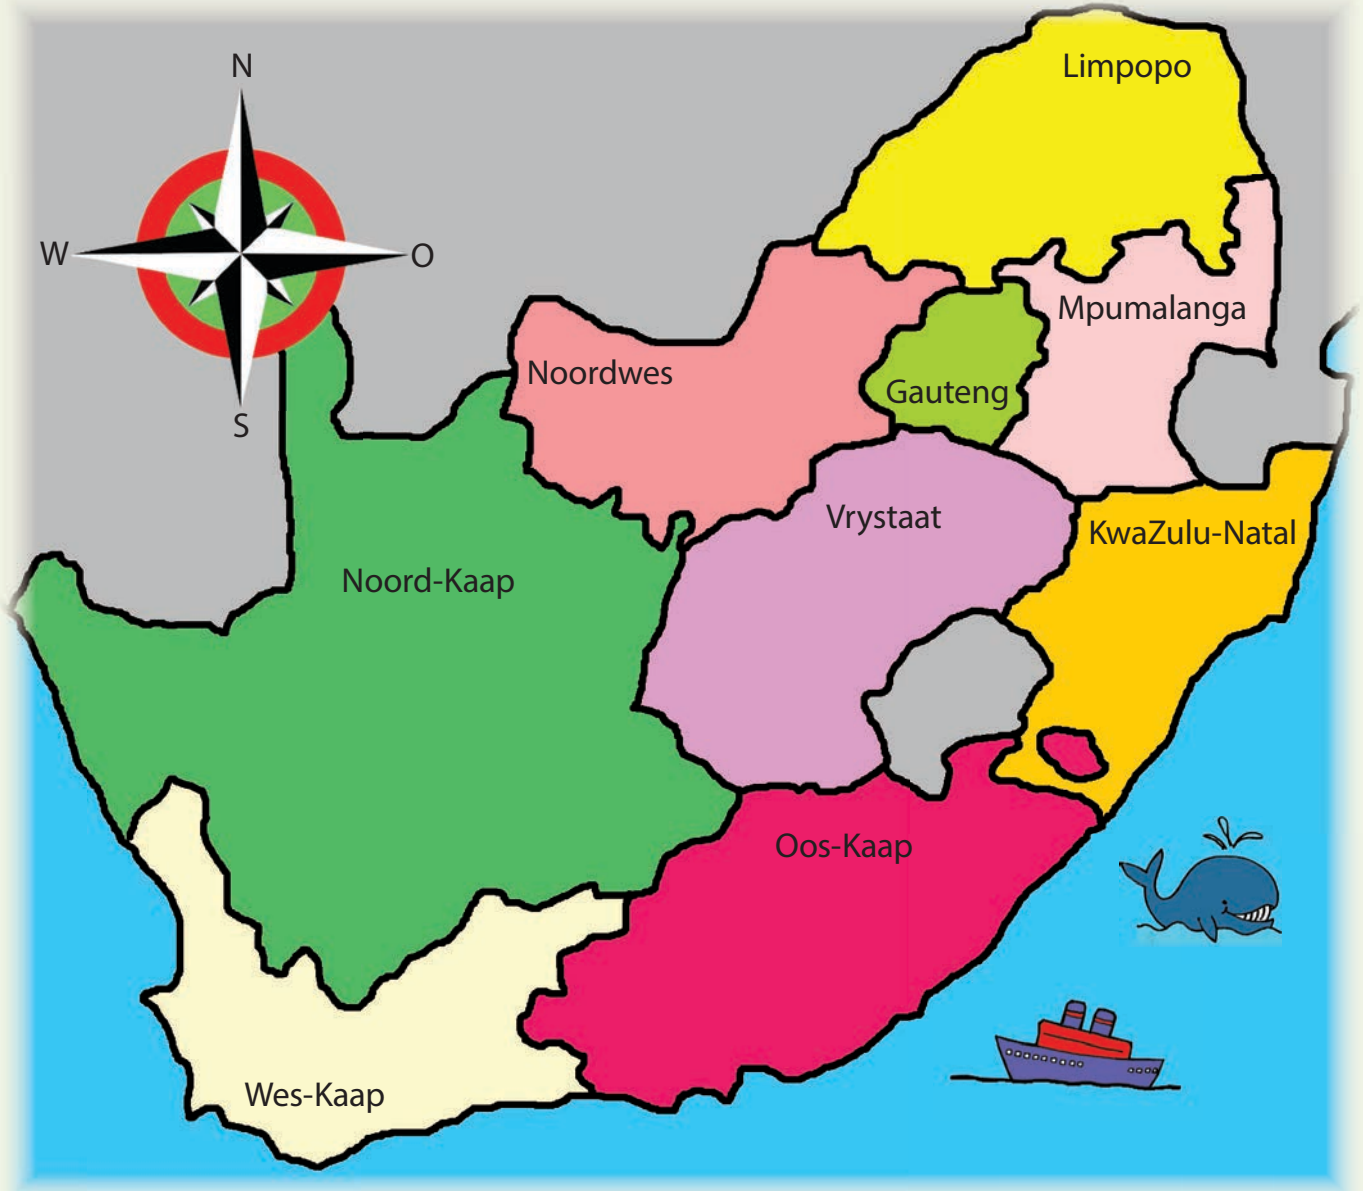 N
Limpopo
W
O
Mpumalanga
Noordwes
Gauteng
S
Vrystaat
KwaZulu-Natal
Noord-Kaap
Oos-Kaap
Wes-Kaap